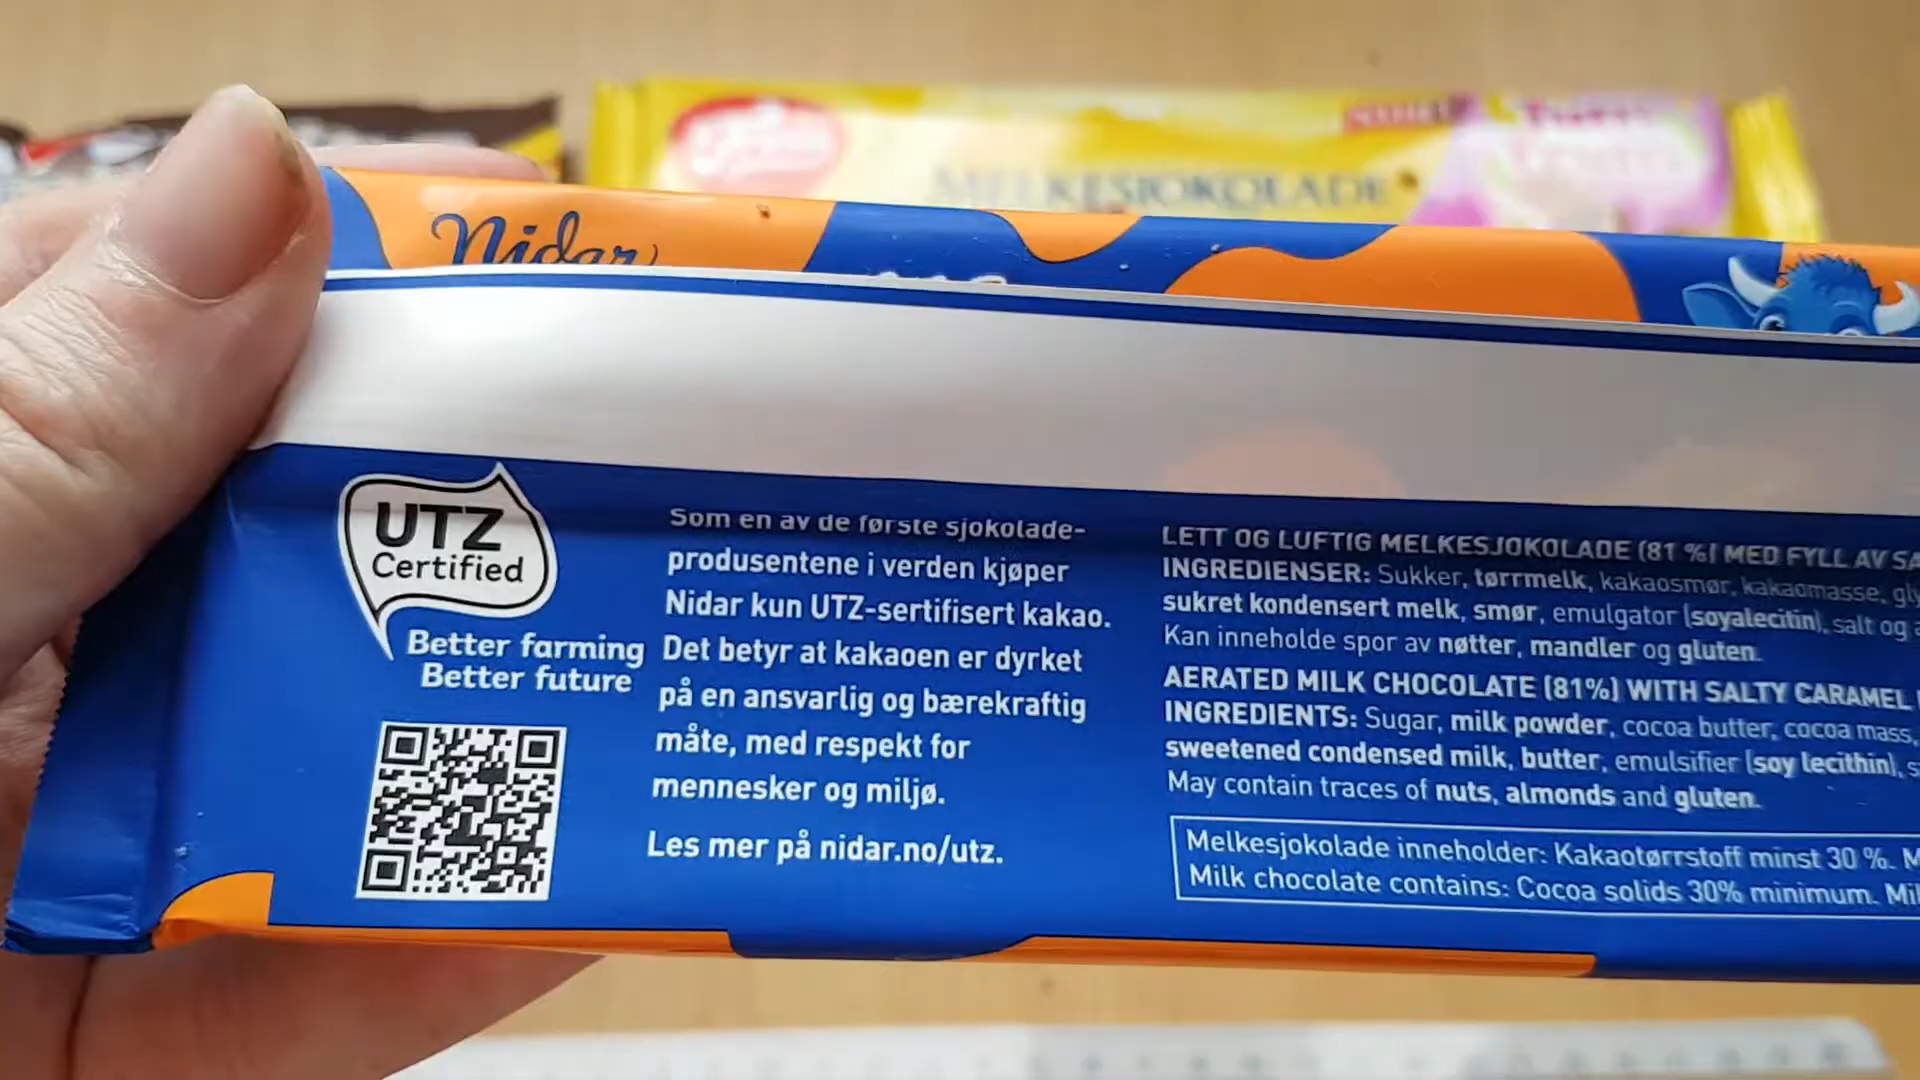 MELKESJOKOLADE
Nidar
UTZ
Certified
Better farming
Better future
Som en av de første sjokolade-
produsentene i verden kjøper
Nidar kun UTZ-sertifisert kakao.
Det betyr at kakaoen er dyrket
på en ansvarlig og bærekraftig
måte, med respekt for
mennesker og miljø.
Les mer på nidar.no/utz.
LETT OG LUFTIG MELKESJOKOLADE (81 %) MED FYLL AV
INGREDIENSER: Sukker, tørrmelk, kakaosmør, kakaomasse,
sukret kondensert melk, smør, emulgator (soyalecitin), salt og
Kan inneholde spor av nøtter, mandler og gluten.
AERATED MILK CHOCOLATE (81%) WITH SALTY CARAMEL
INGREDIENTS: Sugar, milk powder, cocoa butter, cocoa mass,
sweetened condensed milk, butter, emulsifier (soy lecithin),
May contain traces of nuts, almonds and gluten.
Melkesjokolade inneholder: Kakaotørrstoff minst 30 %.
Milk chocolate contains: Cocoa solids 30% minimum.